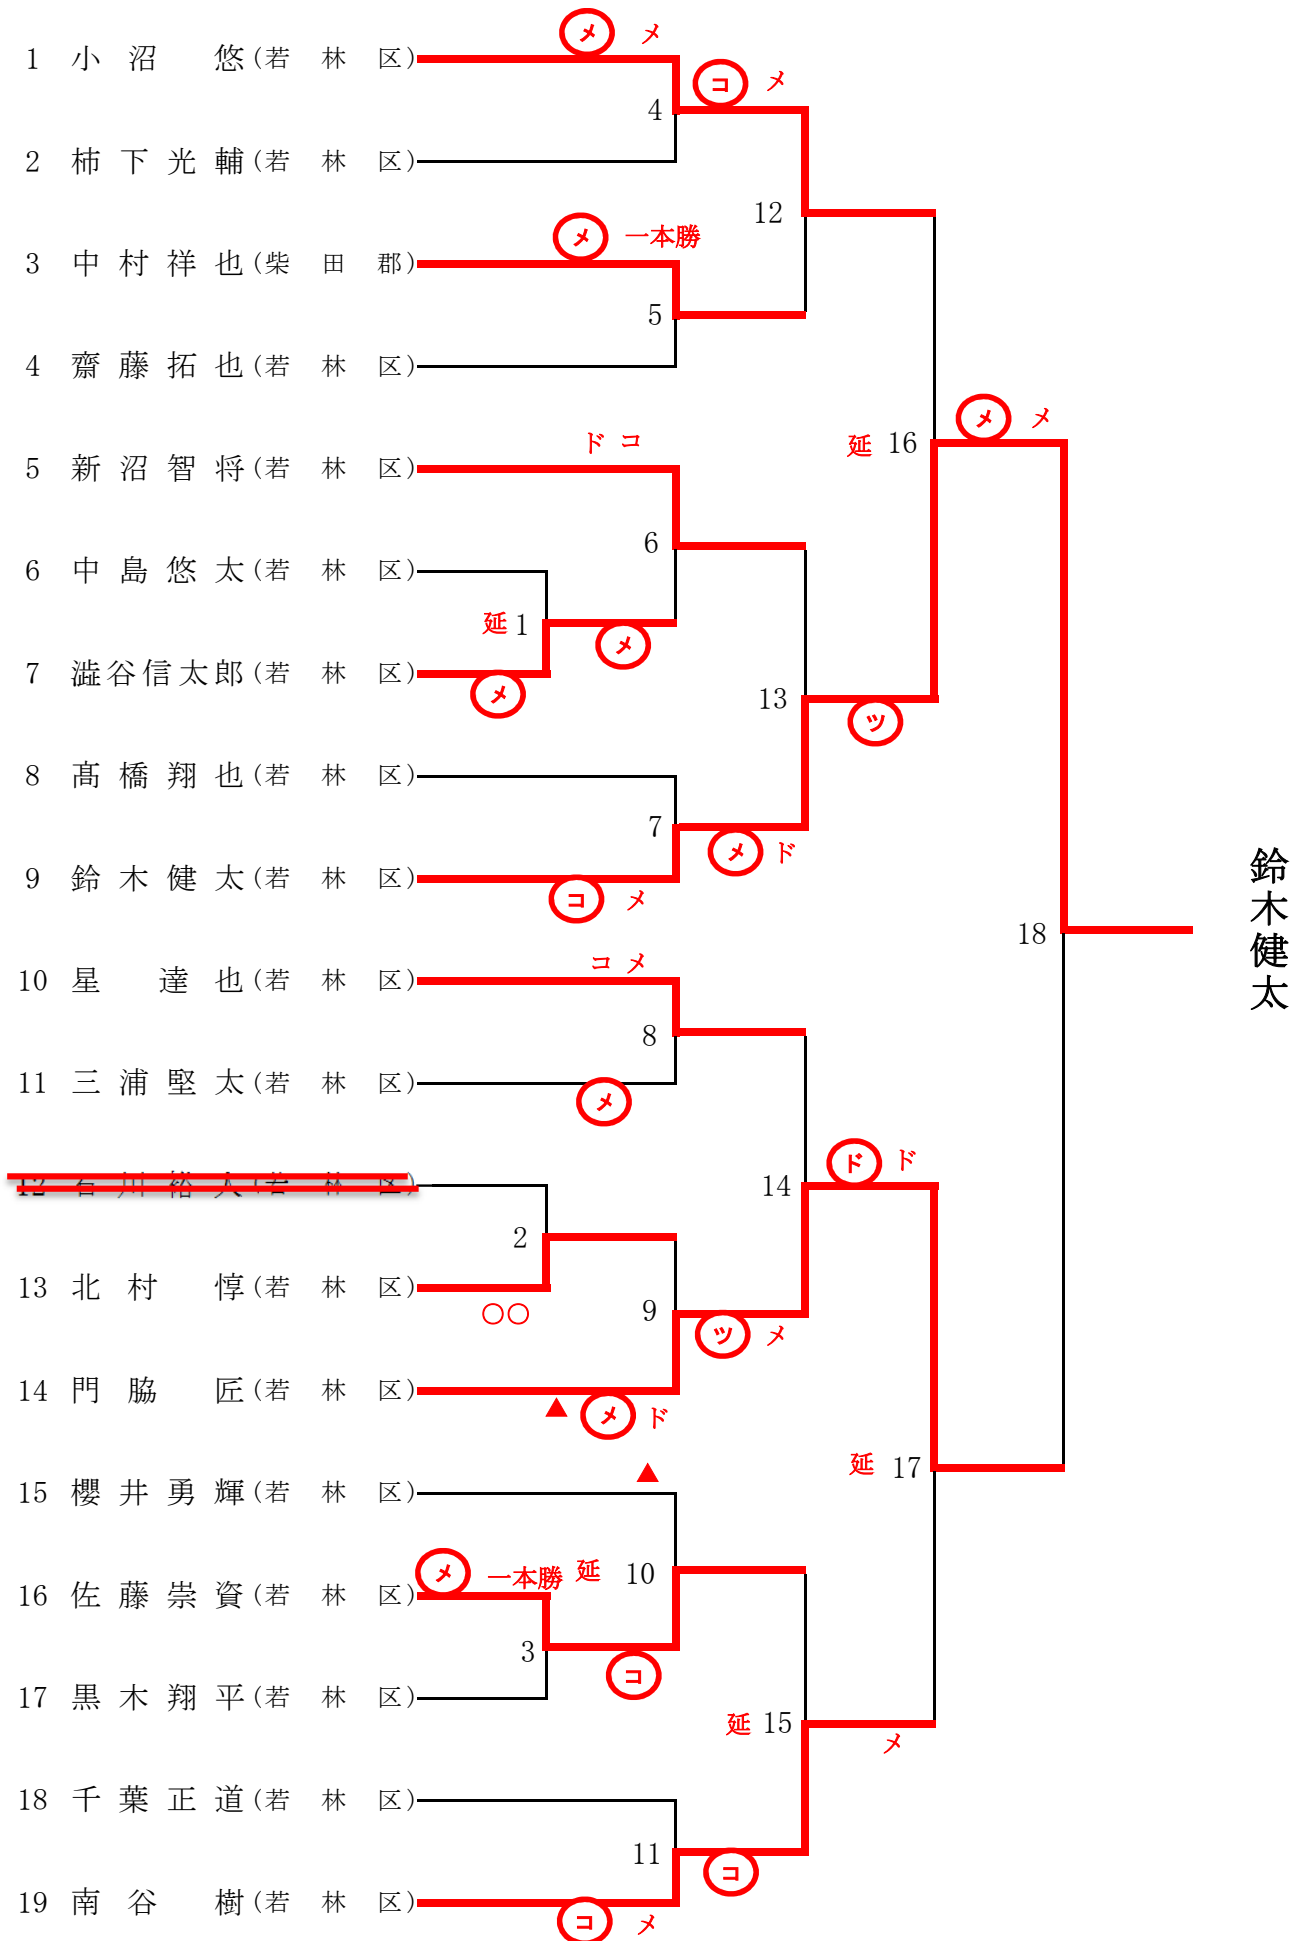 メ メ
1 小沼 悠(若林区)
コ メ
4
2 柿下光輔(若林区)
12
メ 一本勝
3 中村祥也(柴田郡)
5
4 齋藤拓也(若林区)
メ メ
延 16
ド コ
5 新沼智将(若林区)
6
6 中島悠太(若林区)
延 1
メ
7 澁谷信太郎(若林区)
メ
13
ツ
8 髙橋翔也(若林区)
7
メ ド
9 鈴木健太(若林区)
コ メ
18
鈴木健太
コ メ
10 星 達也(若林区)
8
11 三浦堅太(若林区)
メ
ド ド
14
12 石川裕人(若林区)
2
13 北村 惇(若林区)
○○
9
ツ メ
14 門脇 匠(若林区)
▲ メ ド
延 17
▲
15 櫻井勇輝(若林区)
メ 一本勝 延 10
16 佐藤崇資(若林区)
3
コ
17 黒木翔平(若林区)
延 15
メ
18 千葉正道(若林区)
11
コ
19 南谷 樹(若林区)
コ メ